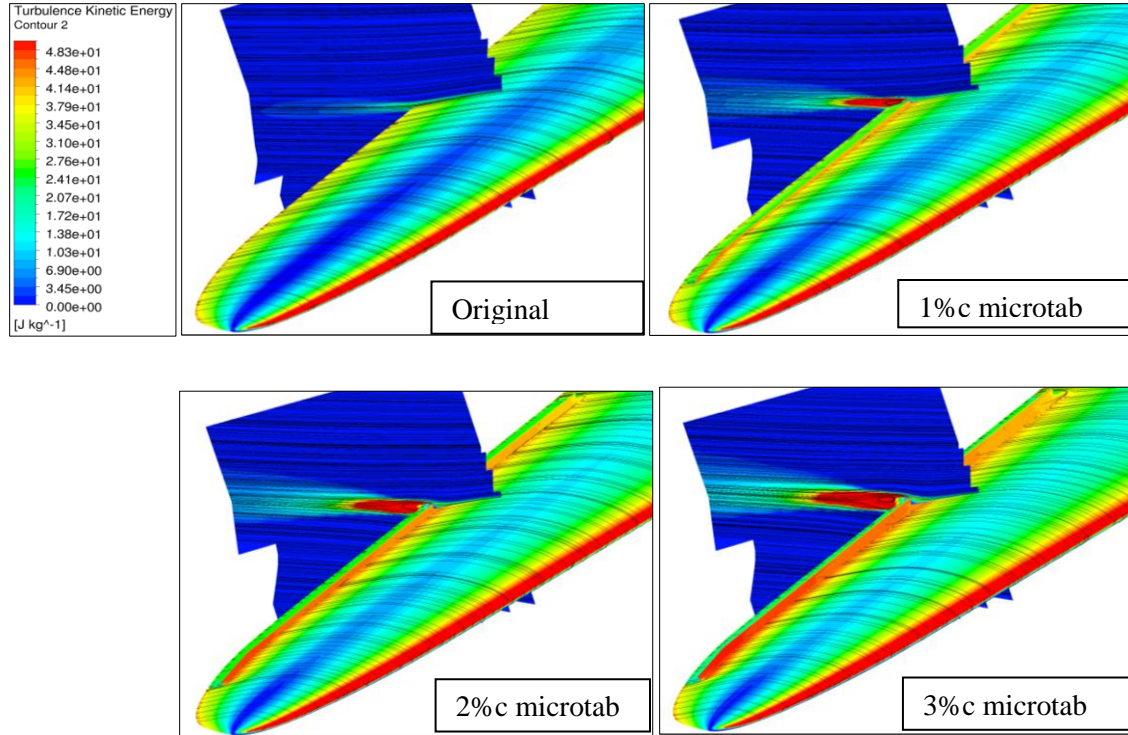 Turbulence Kinetic Energy
Contour 2
4.83e+01
4.48e+01
4.14e+01
3.79e+01
3.45e+01
3.10e+01
2.76e+01
2.41e+01
2.07e+01
1.72e+01
1.38e+01
1.03e+01
6.90e+00
3.45e+00
0.00e+00
[J kg^-1]
Original
1%c microtab
2%c microtab
3%c microtab